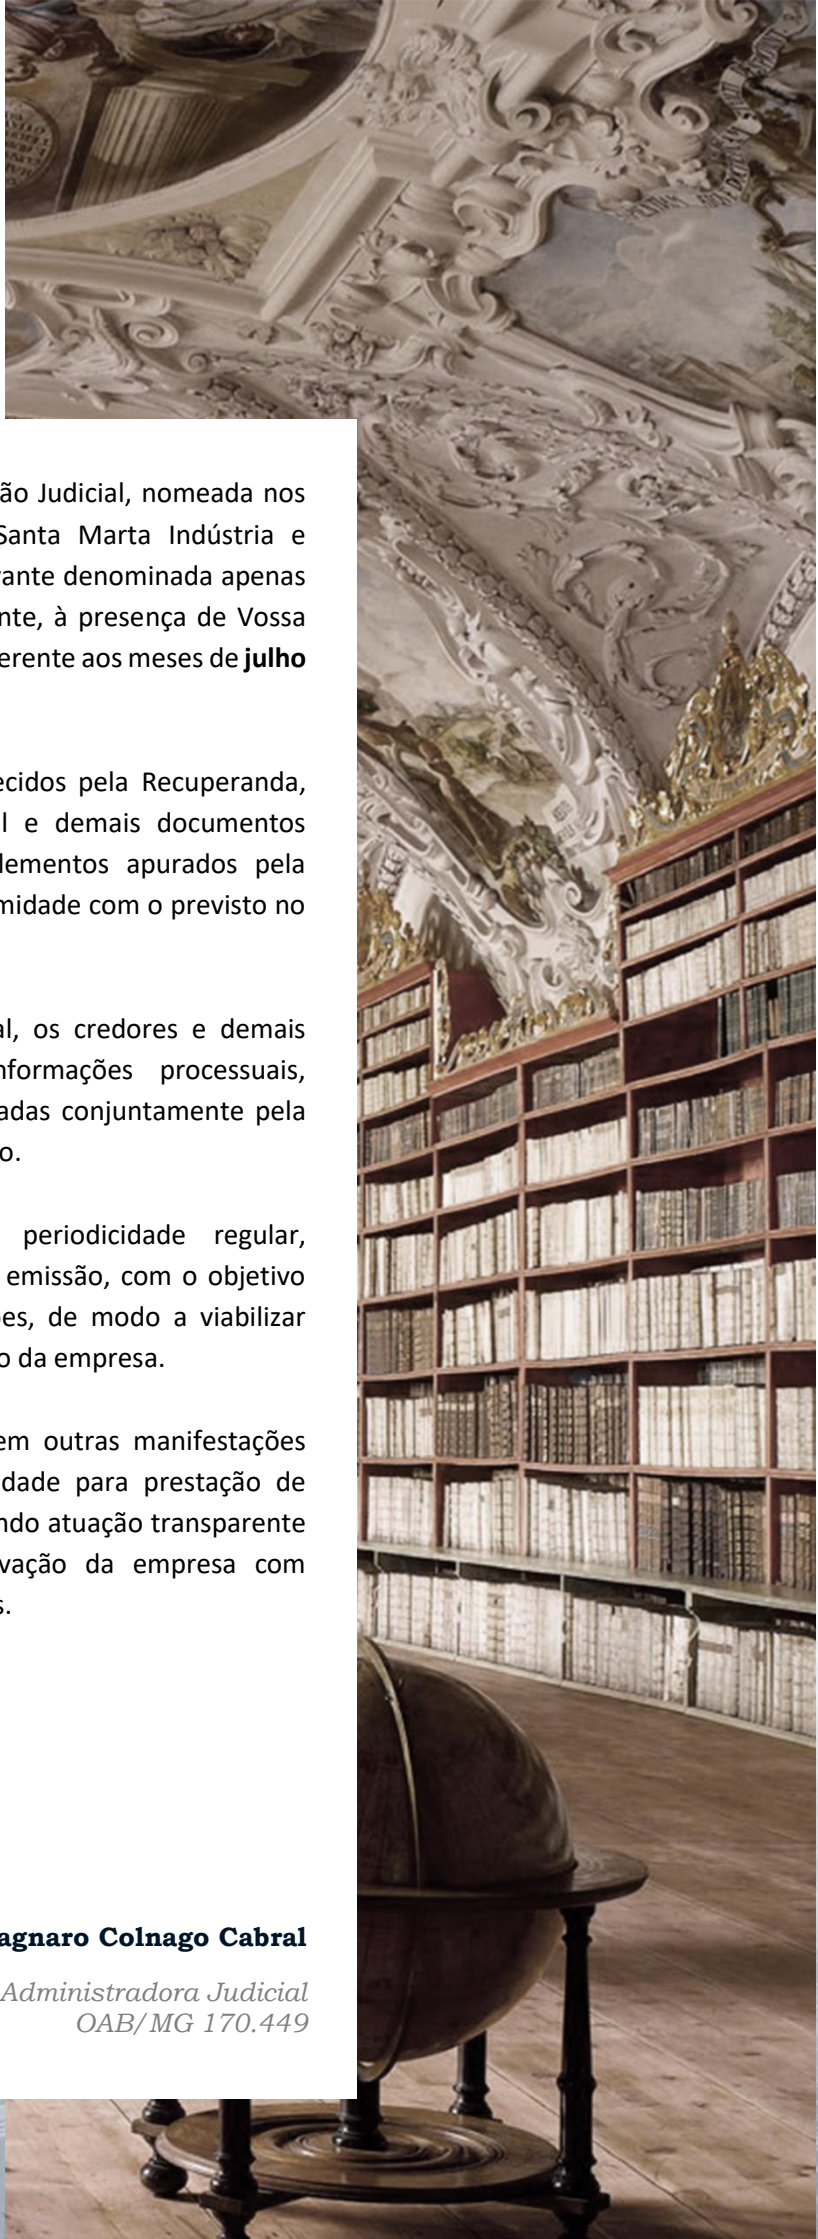 ão Judicial, nomeada nos
Santa Marta Indústria e
rante denominada apenas
nte, à presença de Vossa
erente aos meses de julho
ecidos pela Recuperanda,
l e demais documentos
lementos apurados pela
midade com o previsto no
al, os credores e demais
nformações processuais,
adas conjuntamente pela
o.
periodicidade regular,
emissão, com o objetivo
es, de modo a viabilizar
o da empresa.
em outras manifestações
dade para prestação de
ndo atuação transparente
vação da empresa com
s.
agnaro Colnago Cabral
Administradora Judicial
OAB/MG 170.449